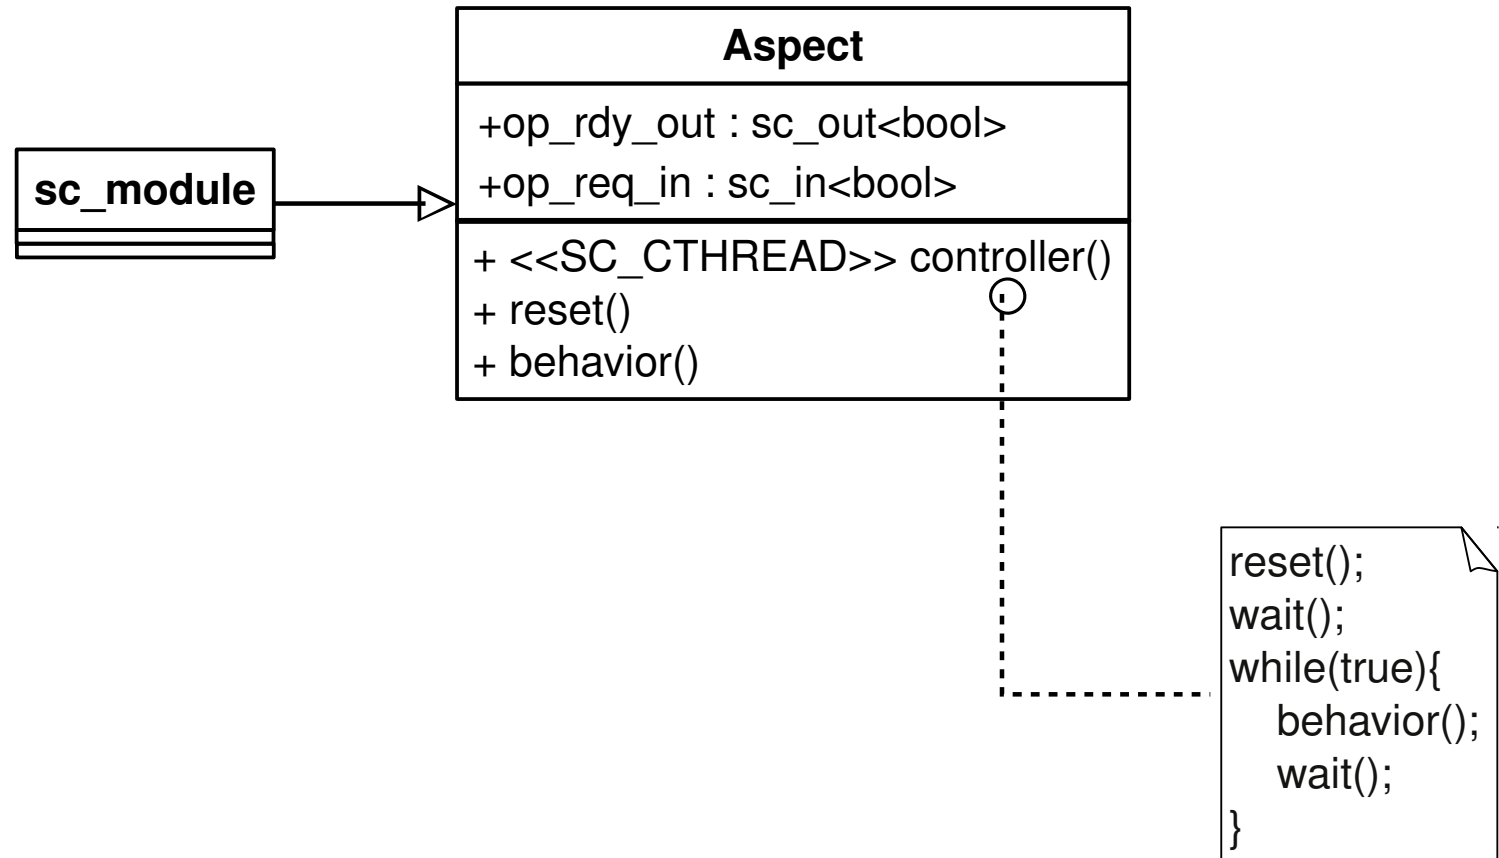 Aspect
+op_rdy_out : sc_out<bool>
+op_req_in : sc_in<bool>
sc_module
+ <<SC_CTHREAD>> controller()
+ reset()
+ behavior()
reset();
wait();
while(true){
behavior();
wait();
}